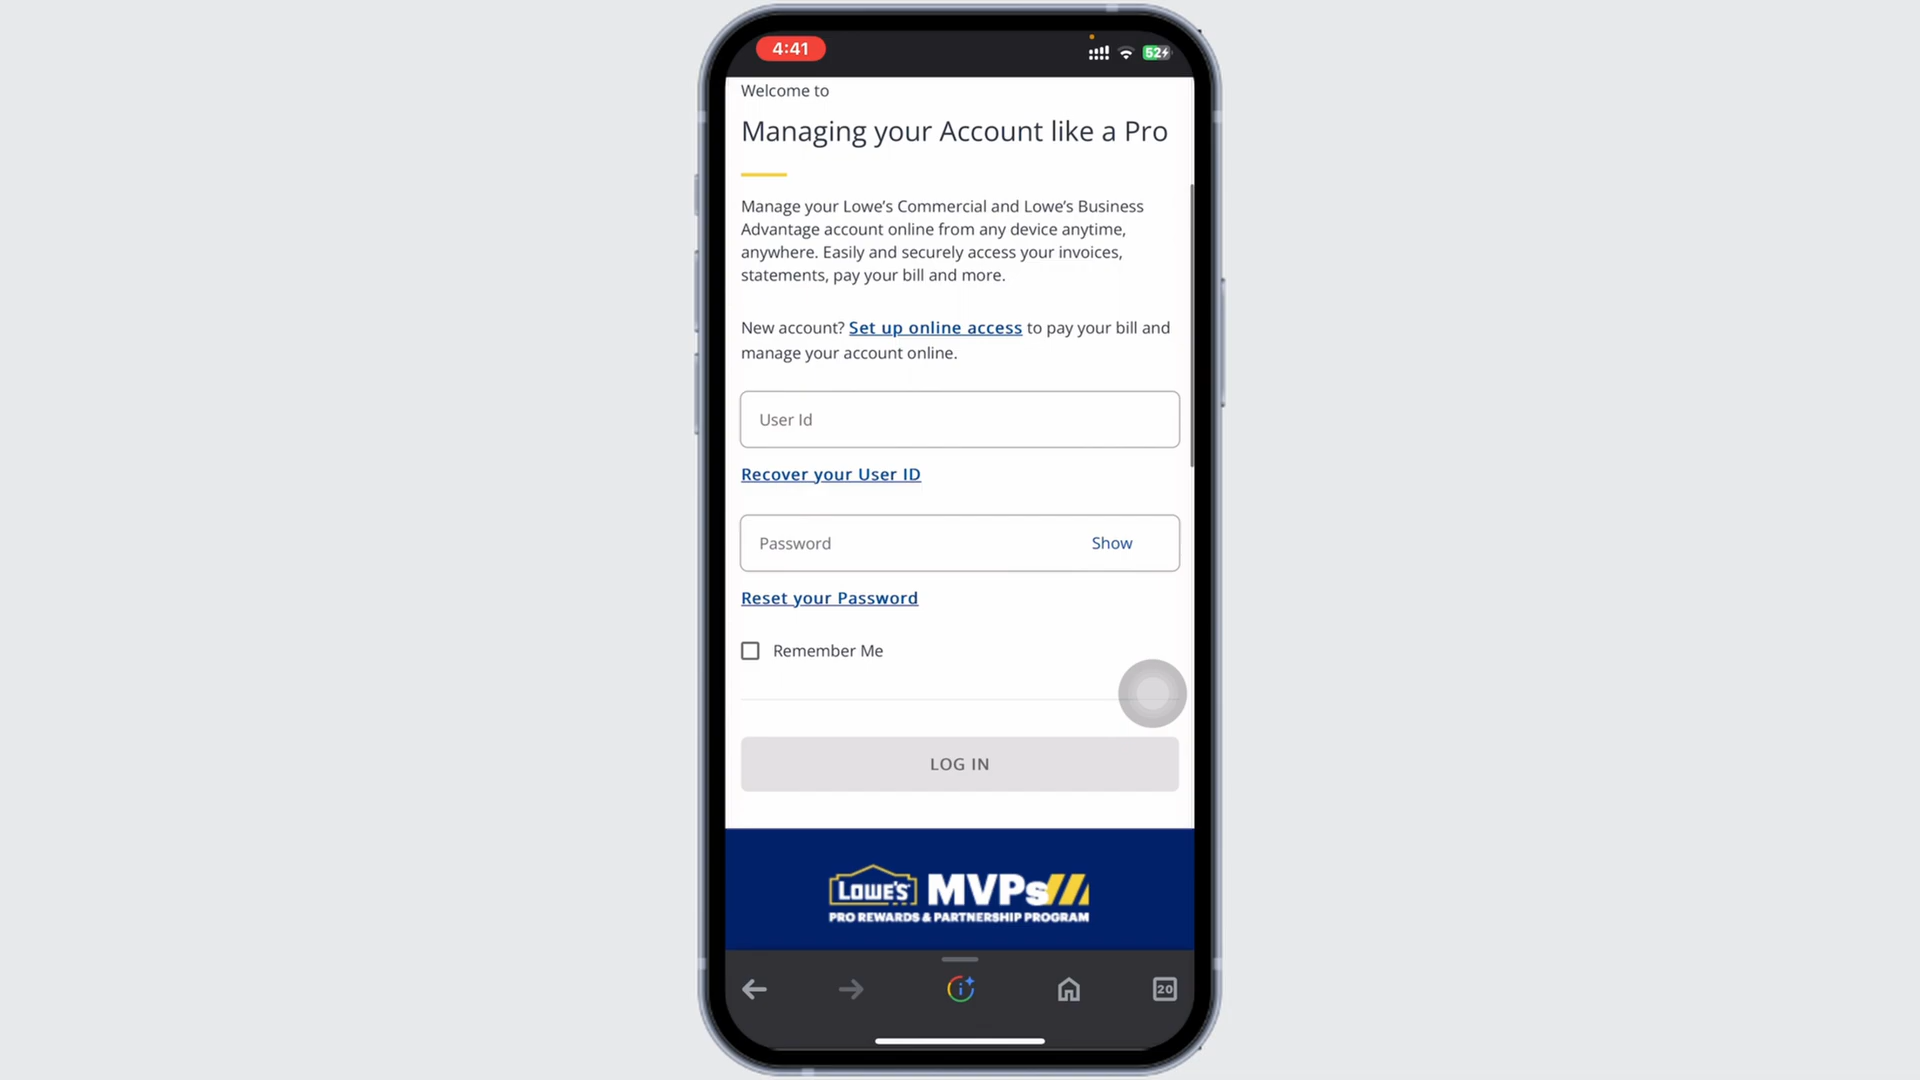 4:41
52
Welcome to
Managing your Account like a Pro
Manage your Lowe's Commercial and Lowe's Business
Advantage account online from any device anytime,
anywhere. Easily and securely access your invoices,
statements, pay your bill and more.
New account? Set up online access to pay your bill and
manage your account online.
User Id
Recover your User ID
Password
Show
Reset your Password
Remember Me
LOG IN
LOWE'S MVPs
PRO REWARDS & PARTNERSHIP PROGRAM
20